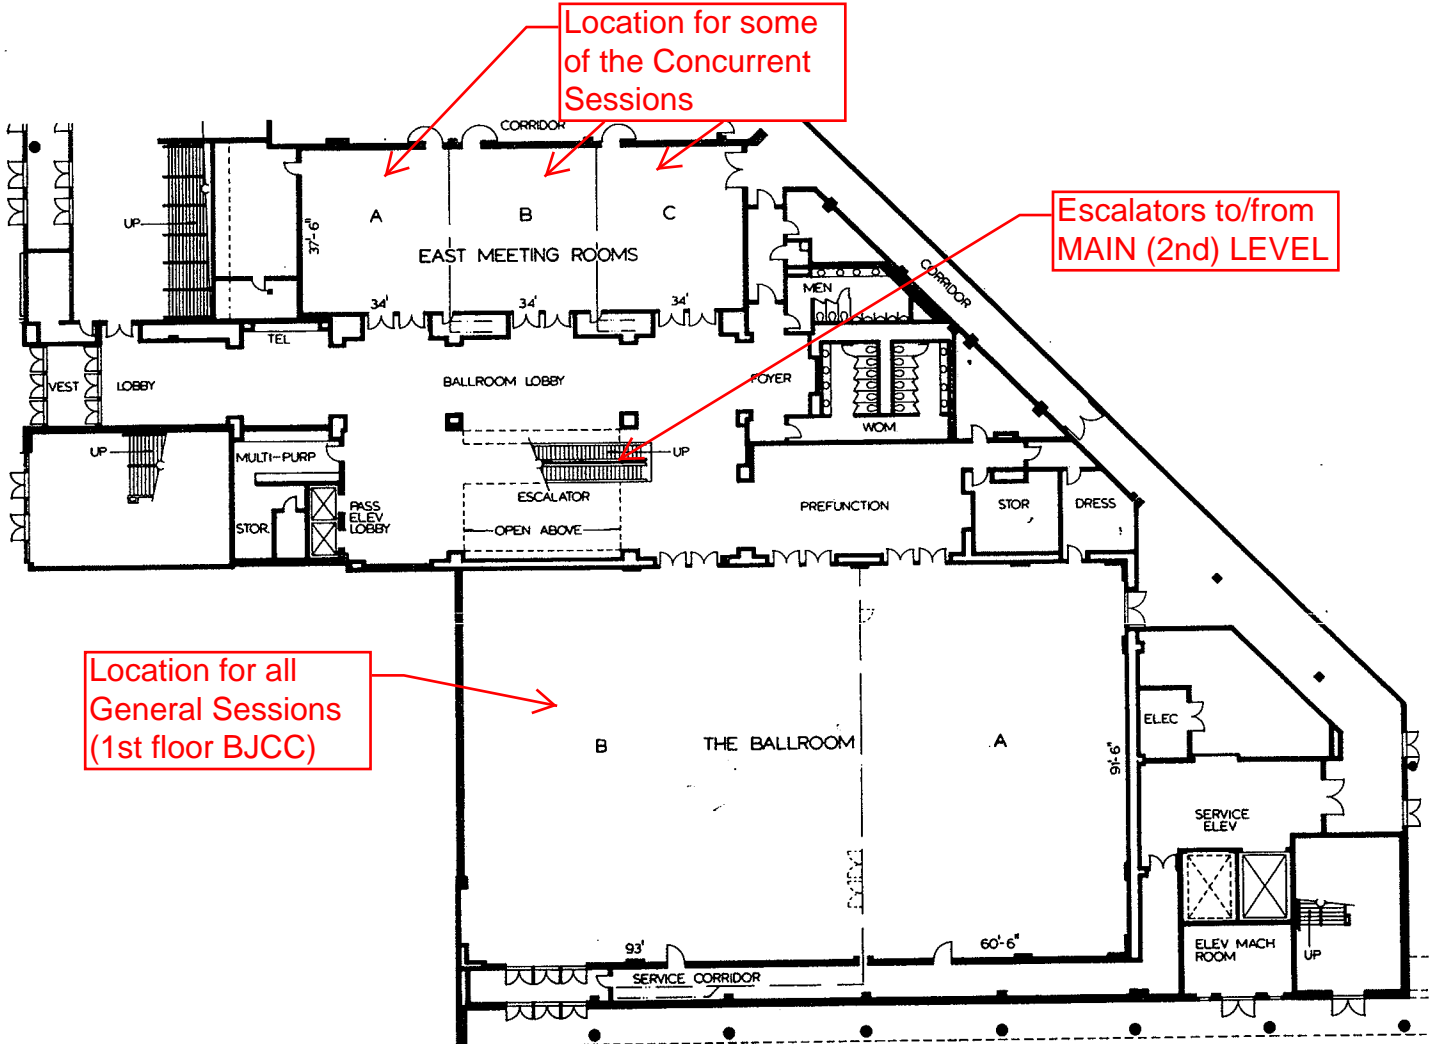 Location for some
of the Concurrent
Sessions
CORRIDOR
UP
A
B
C
37'-6"
EAST MEETING ROOMS
34'
34'
34'
Escalators to/from
MAIN (2nd) LEVEL
CORRIDOR
MEN
TEL
VEST
LOBBY
BALLROOM LOBBY
FOYER
WOM.
UP
MULTI-PURP
UP
ESCALATOR
OPEN ABOVE
PASS
ELEV
LOBBY
STOR.
PREFUNCTION
STOR
DRESS
Location for all
General Sessions
(1st floor BJCC)
B
THE BALLROOM
A
91'-6"
ELEC
SERVICE
ELEV
93'
60'-6"
SERVICE CORRIDOR
ELEV MACH
ROOM
UP